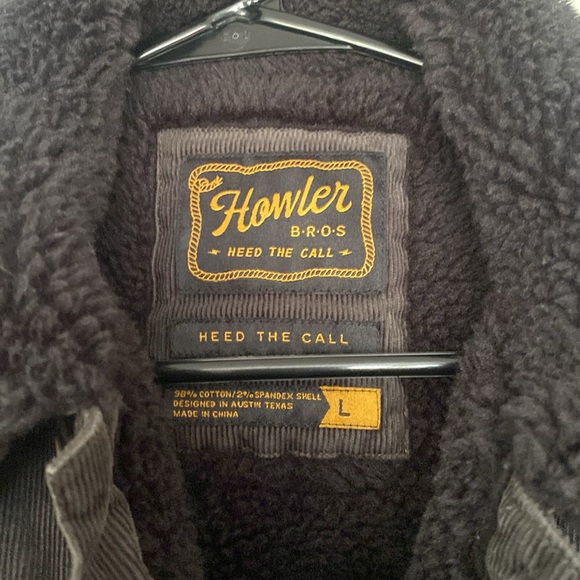 Howler
B•R•O•S
HEED THE CALL
HEED THE CALL
98% COTTON/2% SPANDEX SHELL
DESIGNED IN AUSTIN TEXAS
MADE IN CHINA
L